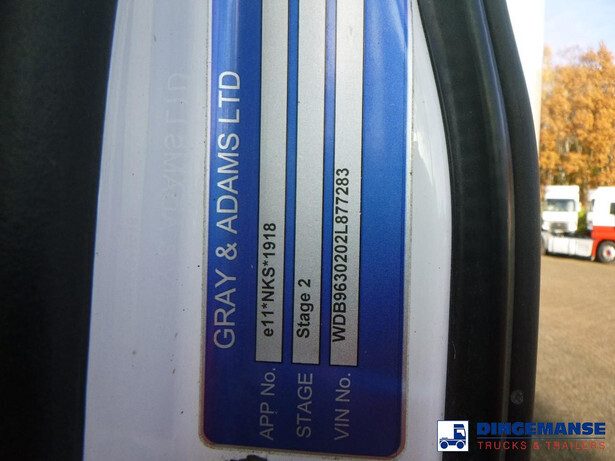 GRAY & ADAMS LTD
APP No. e11*NKS*1918
STAGE Stage 2
VIN No. WDB9630202L877283
DINGEMANSE
TRUCKS & TRAILERS